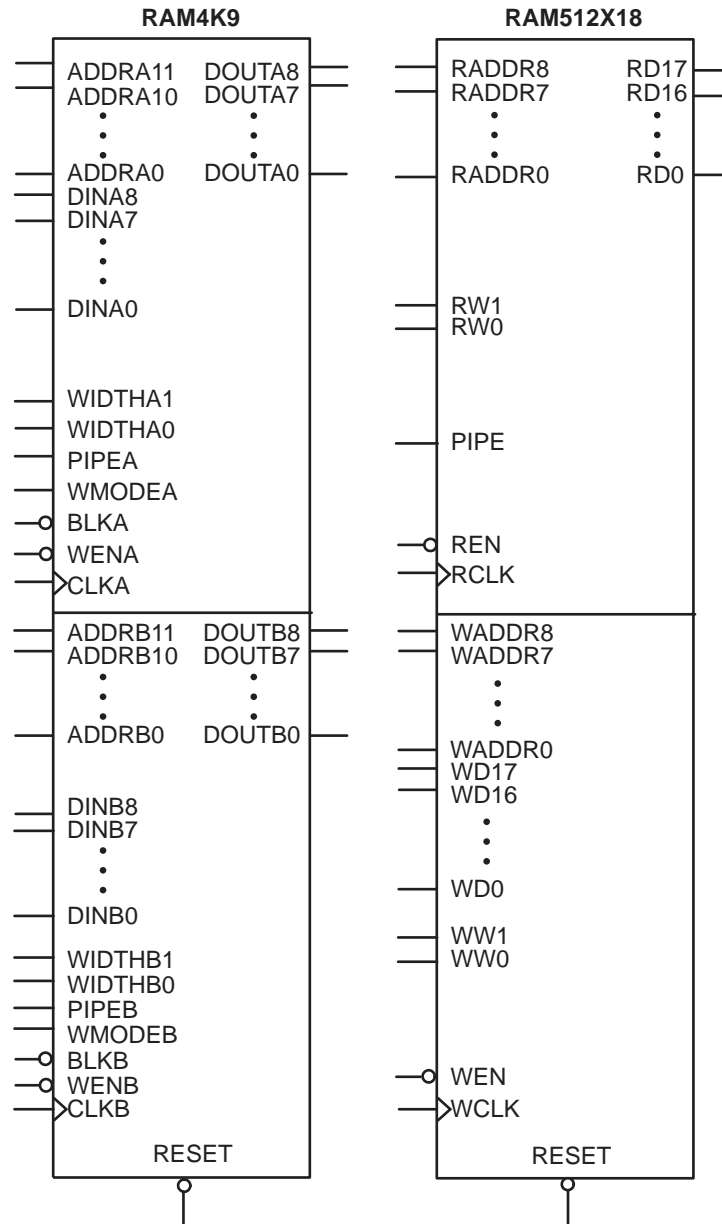 RAM4K9
ADDRA11 DOUTA8
ADDRA10 DOUTA7
ADDRA0 DOUTA0
DINA8
DINA7
DINA0
WIDTHA1
WIDTHA0
PIPEA
WMODEA
BLKA
WENA
CLKA
ADDRB11 DOUTB8
ADDRB10 DOUTB7
ADDRB0 DOUTB0
DINB8
DINB7
DINB0
WIDTHB1
WIDTHB0
PIPEB
WMODEB
BLKB
WENB
CLKB
RESET
RAM512X18
RADDR8 RD17
RADDR7 RD16
RADDR0 RD0
RW1
RW0
PIPE
REN
RCLK
WADDR8
WADDR7
WADDR0
WD17
WD16
WD0
WW1
WW0
WEN
WCLK
RESET